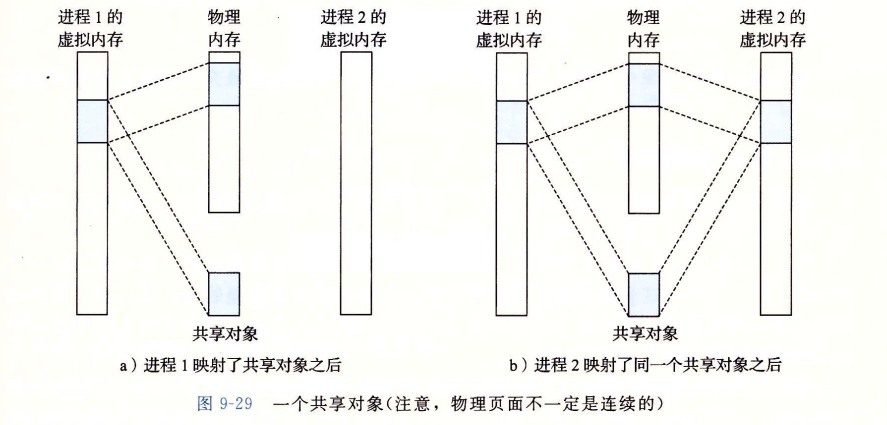 进程 1 的
虚拟内存
物理
内存
进程 2 的
虚拟内存
共享对象
a）进程 1 映射了共享对象之后
进程 1 的
虚拟内存
物理
内存
进程 2 的
虚拟内存
共享对象
b）进程 2 映射了同一个共享对象之后
图 9-29 一个共享对象(注意，物理页面不一定是连续的)